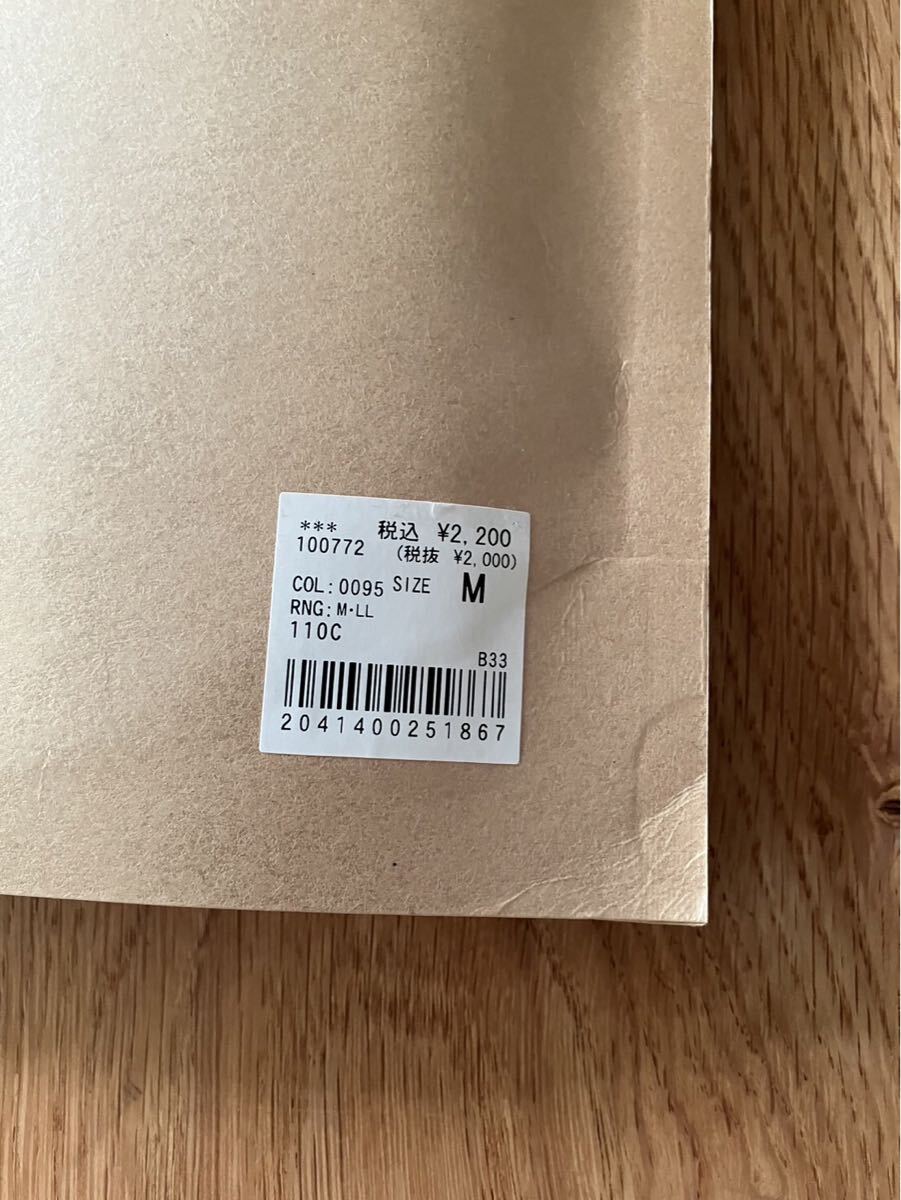 *** 税込 ¥2,200
100772 (税抜 ¥2,000)
COL:0095 SIZE M
RNG:M・LL
110C
B33
2041400251867